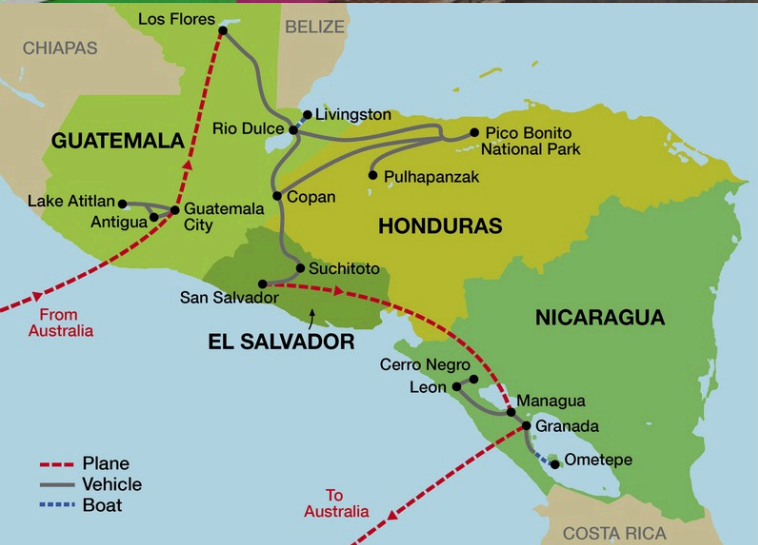 Los Flores
BELIZE
CHIAPAS
Livingston
Rio Dulce
GUATEMALA
Pico Bonito
National Park
Pulhapanzak
Lake Atitlan
Copan
Guatemala
City
Antigua
HONDURAS
Suchitoto
San Salvador
From
Australia
NICARAGUA
EL SALVADOR
Cerro Negro
Leon
Managua
Granada
Ometepe
Plane
Vehicle
Boat
To
Australia
COSTA RICA